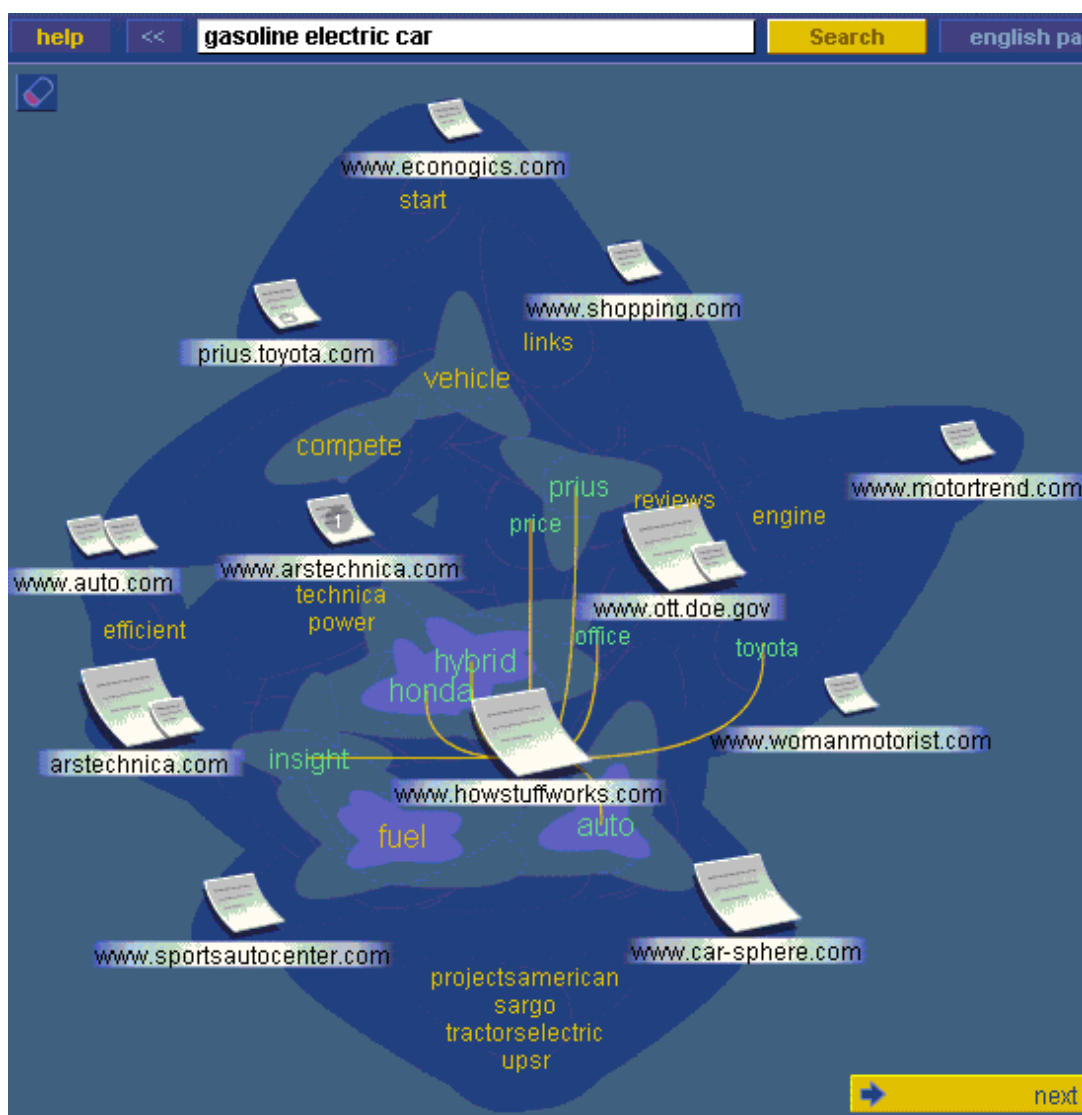 help
<<
gasoline electric car
Search
english pa
www.econogics.com
start
www.shopping.com
links
prius.toyota.com
vehicle
compete
www.motortrend.com
prius
reviews
price
engine
www.auto.com
www.arstechnica.com
technica
power
www.ott.doe.gov
efficient
office
toyota
hybrid
honda
www.womanmotorist.com
arstechnica.com
insight
www.howstuffworks.com
fuel
auto
www.sportsautocenter.com
www.car-sphere.com
projectsamerican
sargo
tractorselectric
upsr
next